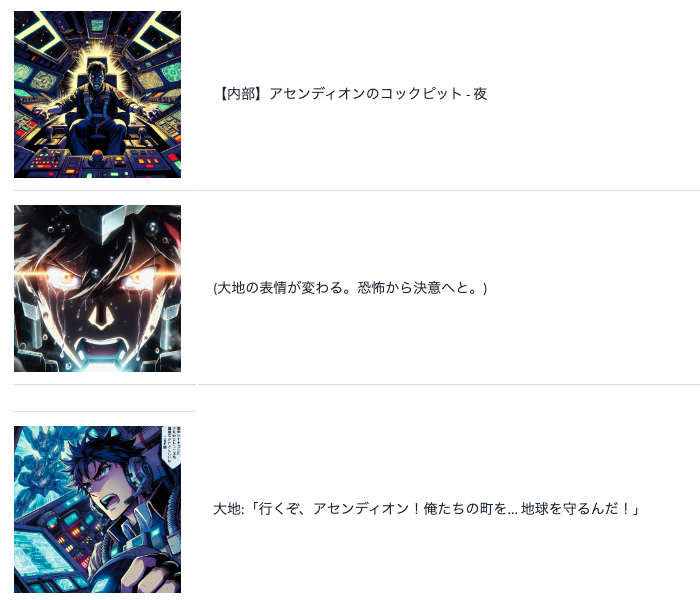 【内部】アセンディオンのコックピット - 夜
(大地の表情が変わる。恐怖から決意へと。)
大地:「行くぞ、アセンディオン！俺たちの町を... 地球を守るんだ！」